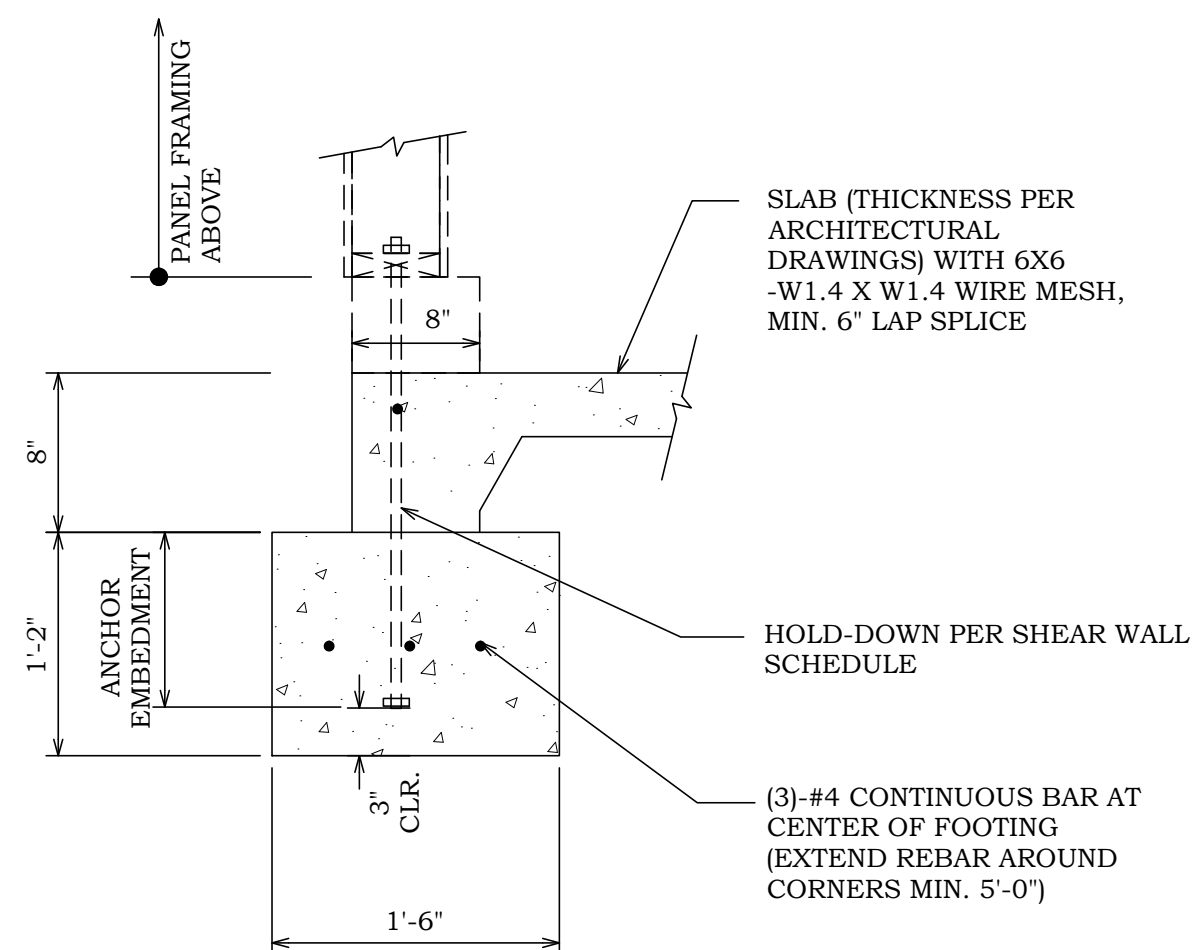 PANEL FRAMING
ABOVE
SLAB (THICKNESS PER
ARCHITECTURAL
DRAWINGS) WITH 6X6
-W1.4 X W1.4 WIRE MESH,
MIN. 6" LAP SPLICE
8"
8"
1'-2"
ANCHOR
EMBEDMENT
HOLD-DOWN PER SHEAR WALL
SCHEDULE
3"
CLR.
(3)-#4 CONTINUOUS BAR AT
CENTER OF FOOTING
(EXTEND REBAR AROUND
CORNERS MIN. 5'-0")
1'-6"